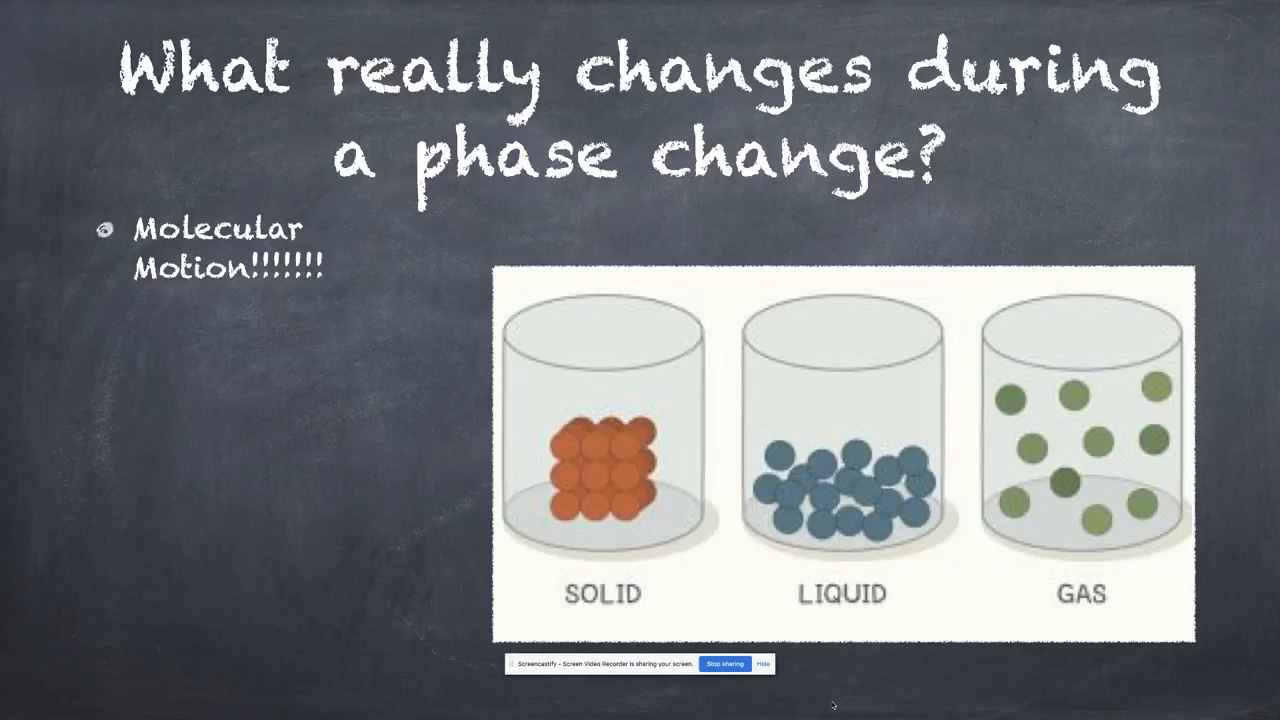 What really changes during
a phase change?
Molecular
Motion!!!!!!!
SOLID
LIQUID
GAS
Screencastify - Screen Video Recorder is sharing your screen.
Stop sharing
Hide